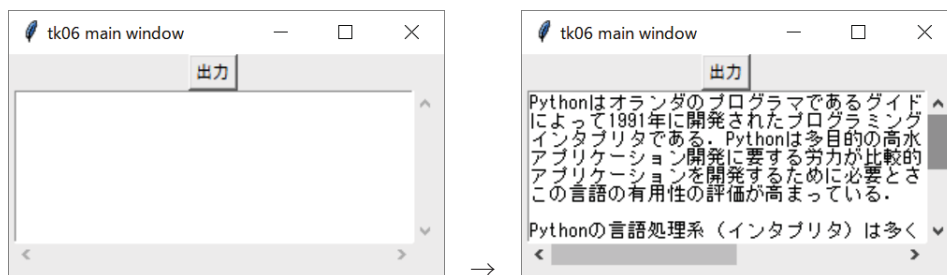 tk06 main window
出力
→
tk06 main window
出力
Pythonはオランダのプログラマであるグイド
によって1991年に開発されたプログラミング
インタプリタである．Pythonは多目的の高水
アプリケーション開発に要する労力が比較的
アプリケーションを開発するために必要とさ
この言語の有用性の評価が高まっている．
Pythonの言語処理系（インタプリタ）は多く